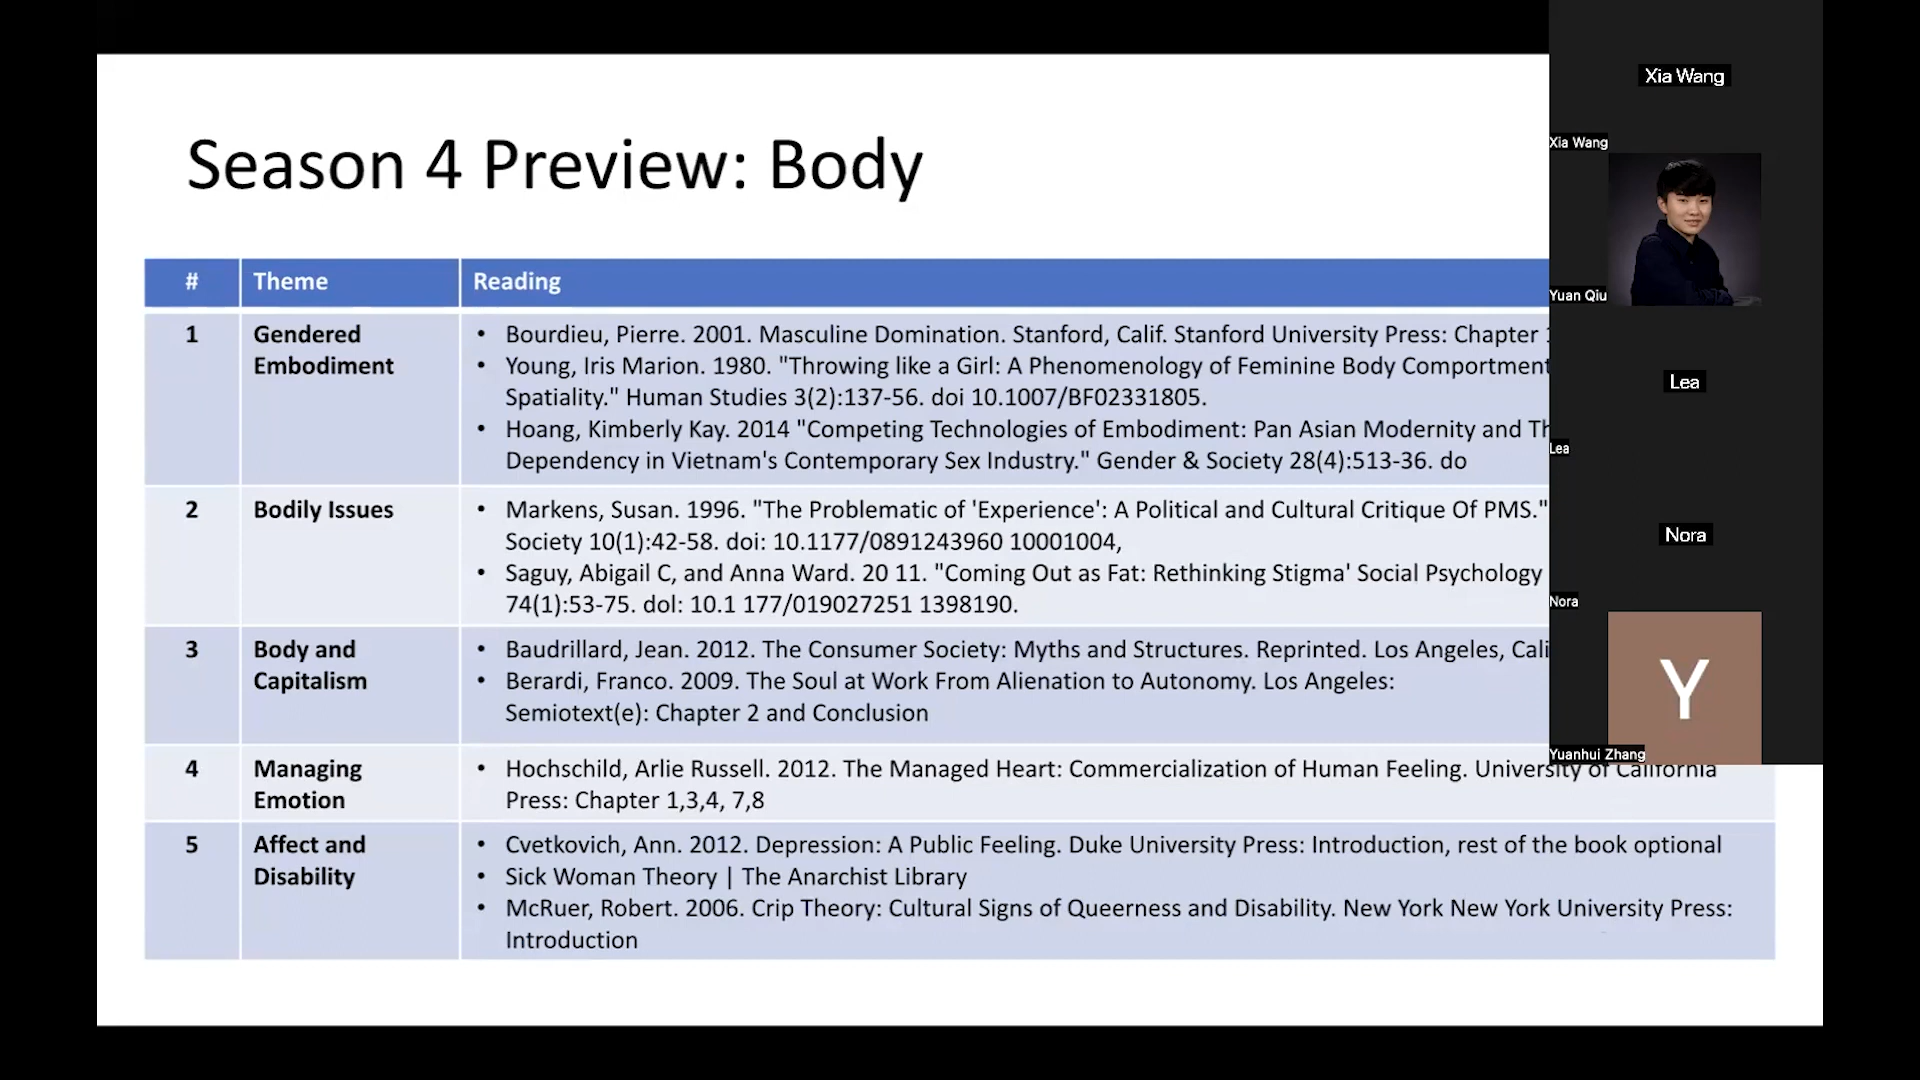 Season 4 Preview: Body
# Theme Reading
1 Gendered Embodiment
• Bourdieu, Pierre. 2001. Masculine Domination. Stanford, Calif. Stanford University Press: Chapter
• Young, Iris Marion. 1980. "Throwing like a Girl: A Phenomenology of Feminine Body Comportment
Spatiality." Human Studies 3(2):137-56. doi 10.1007/BF02331805.
• Hoang, Kimberly Kay. 2014 "Competing Technologies of Embodiment: Pan Asian Modernity and Th
Dependency in Vietnam's Contemporary Sex Industry." Gender & Society 28(4):513-36. do
2 Bodily Issues
• Markens, Susan. 1996. "The Problematic of 'Experience': A Political and Cultural Critique Of PMS."
Society 10(1):42-58. doi: 10.1177/0891243960 10001004,
• Saguy, Abigail C, and Anna Ward. 20 11. "Coming Out as Fat: Rethinking Stigma' Social Psychology
74(1):53-75. dol: 10.1 177/019027251 1398190.
3 Body and Capitalism
• Baudrillard, Jean. 2012. The Consumer Society: Myths and Structures. Reprinted. Los Angeles, Cali
• Berardi, Franco. 2009. The Soul at Work From Alienation to Autonomy. Los Angeles:
Semiotext(e): Chapter 2 and Conclusion
4 Managing Emotion
• Hochschild, Arlie Russell. 2012. The Managed Heart: Commercialization of Human Feeling. University of California
Press: Chapter 1,3,4, 7,8
5 Affect and Disability
• Cvetkovich, Ann. 2012. Depression: A Public Feeling. Duke University Press: Introduction, rest of the book optional
• Sick Woman Theory | The Anarchist Library
• McRuer, Robert. 2006. Crip Theory: Cultural Signs of Queerness and Disability. New York New York University Press:
Introduction
Xia Wang
Xia Wang
Yuan Qiu
Lea
Lea
Nora
Nora
Y
Yuanhui Zhang